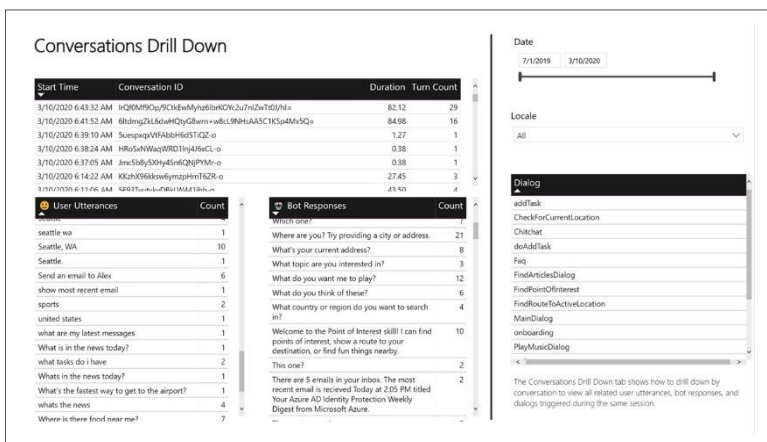 Conversations Drill Down
Start Time Conversation ID Duration Turn Count
3/10/2020 6:43:32 AM 82.12 29
3/10/2020 6:41:52 AM 84.98 16
3/10/2020 6:39:10 AM 1.27 1
3/10/2020 6:38:24 AM 0.38 1
3/10/2020 6:37:05 AM 0.38 1
3/10/2020 6:14:22 AM 27.45 3
3/10/2020 6:11:06 AM 43.50 4
User Utterances Count
Seattle 4
seattle wa 1
Seattle, WA 10
Seattle. 1
Send an email to Alex 6
show most recent email 1
sports 2
united states 1
what are my latest messages 1
What is in the news today? 1
what tasks do i have 2
Whats in the news today? 1
What's the fastest way to get to the airport? 1
whats the news 4
Where is there food near me? 7
Bot Responses Count
Which one? 7
Where are you? Try providing a city or address. 21
What's your current address? 8
What topic are you interested in? 3
What do you want me to play? 12
What do you think of these? 6
What country or region do you want to search 4
in?
Welcome to the Point of Interest skill! I can find 10
points of interest, show a route to your
destination, or find fun things nearby.
This one? 2
There are 5 emails in your inbox. The most 2
recent email is recieved Today at 2:05 PM titled
Your Azure AD Identity Protection Weekly
Digest from Microsoft Azure.
Date
7/1/2019 3/10/2020
Locale
All
Dialog
addTask
CheckForCurrentLocation
Chitchat
doAddTask
Faq
FindArticlesDialog
FindPointOfInterest
FindRouteToActiveLocation
MainDialog
onboarding
PlayMusicDialog
The Conversations Drill Down tab shows how to drill down by
conversation to view all related user utterances, bot responses, and
dialogs triggered during the same session.